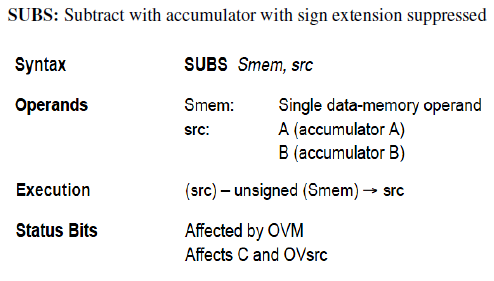 SUBS: Subtract with accumulator with sign extension suppressed
Syntax SUBS Smem, src
Operands Smem: Single data-memory operand
src: A (accumulator A)
B (accumulator B)
Execution (src) – unsigned (Smem) → src
Status Bits Affected by OVM
Affects C and OVsrc